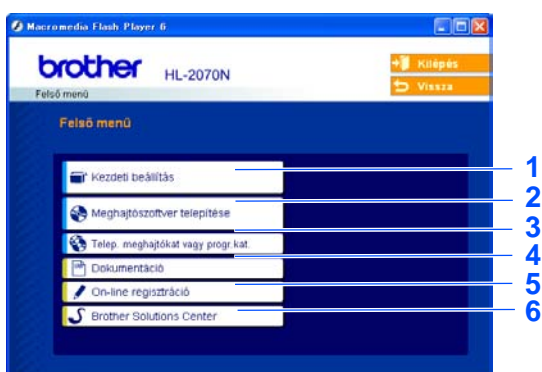 Macromedia Flash Player 6
brother HL-2070N
Kilépés
Vissza
Felső menü
Felső menü
Kezdeti beállítás 1
Meghajtószoftver telepítése 2
Telep. meghajtókat vagy progr.kat. 3
Dokumentáció 4
On-line regisztráció 5
Brother Solutions Center 6